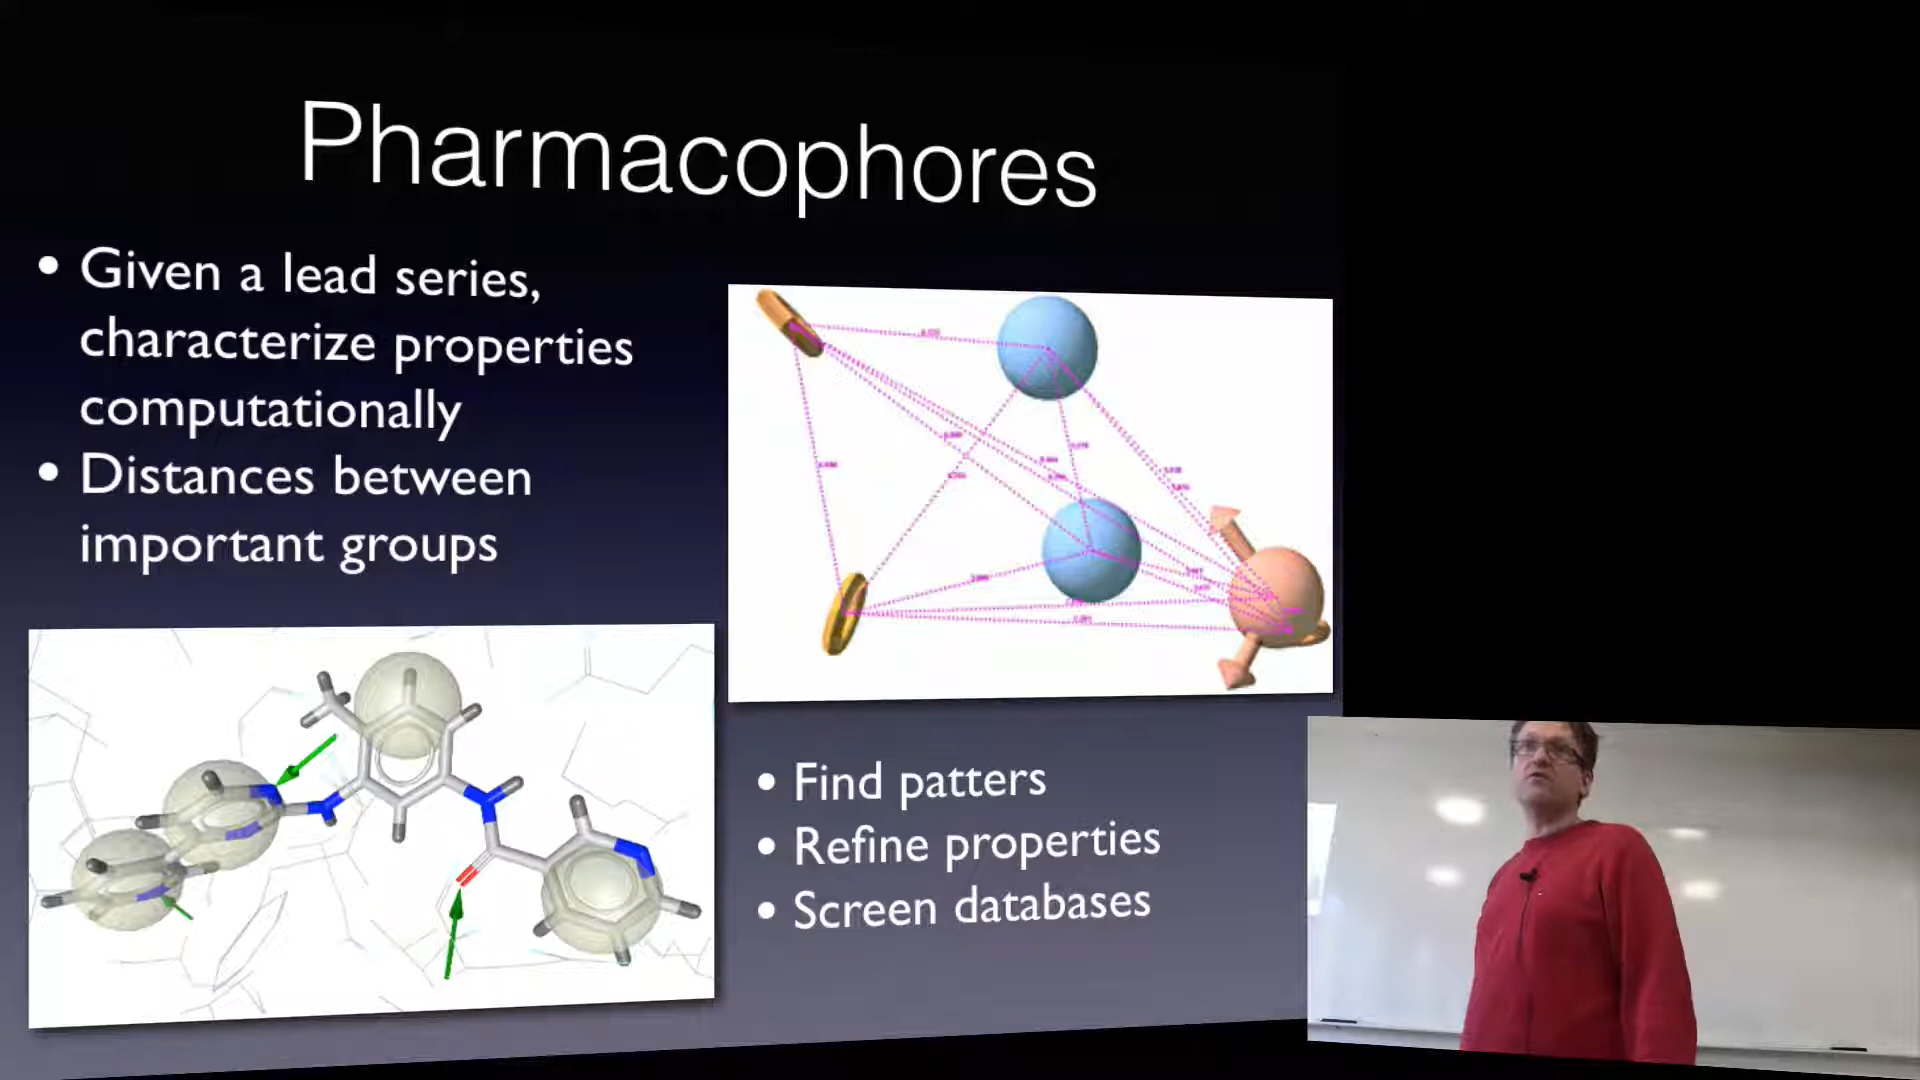 Pharmacophores
• Given a lead series,
characterize properties
computationally
• Distances between
important groups
• Find patters
• Refine properties
• Screen databases